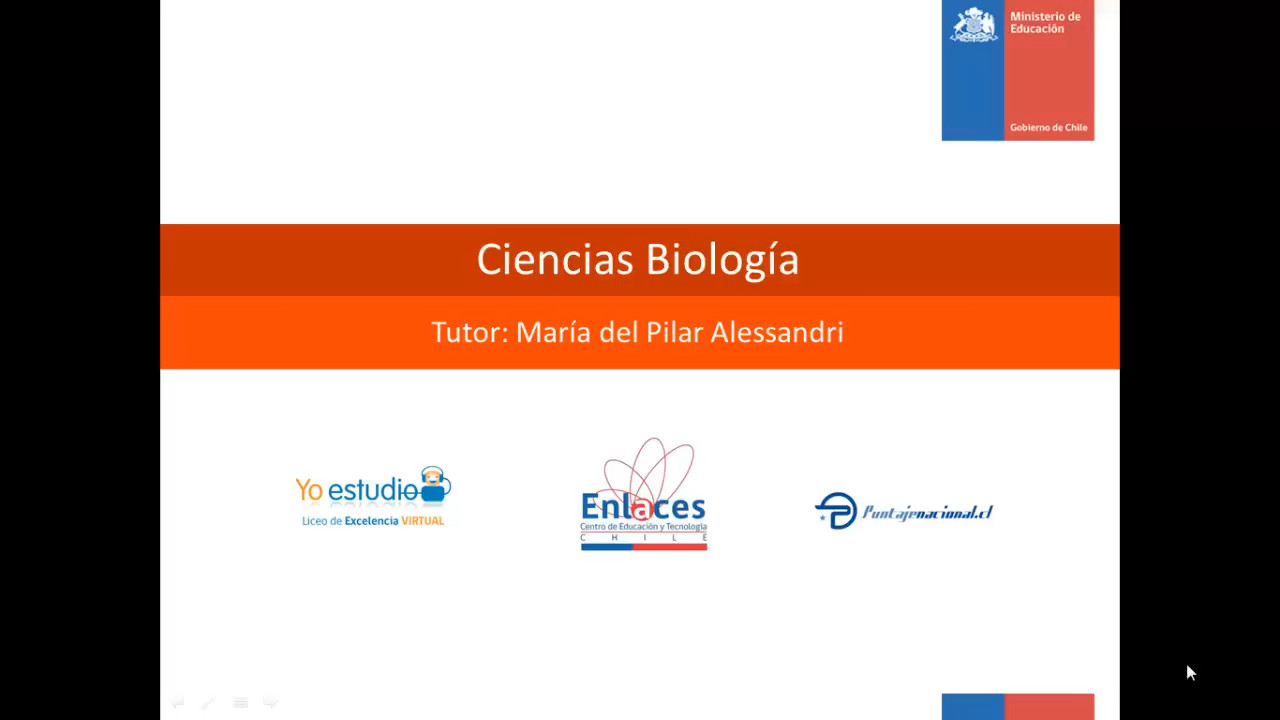 Ministerio de
Educación
Gobierno de Chile
Ciencias Biología
Tutor: María del Pilar Alessandri
Yo estudio
Liceo de Excelencia VIRTUAL
Enlaces
Centro de Educación y Tecnología
CHILE
Puntajenacional.cl